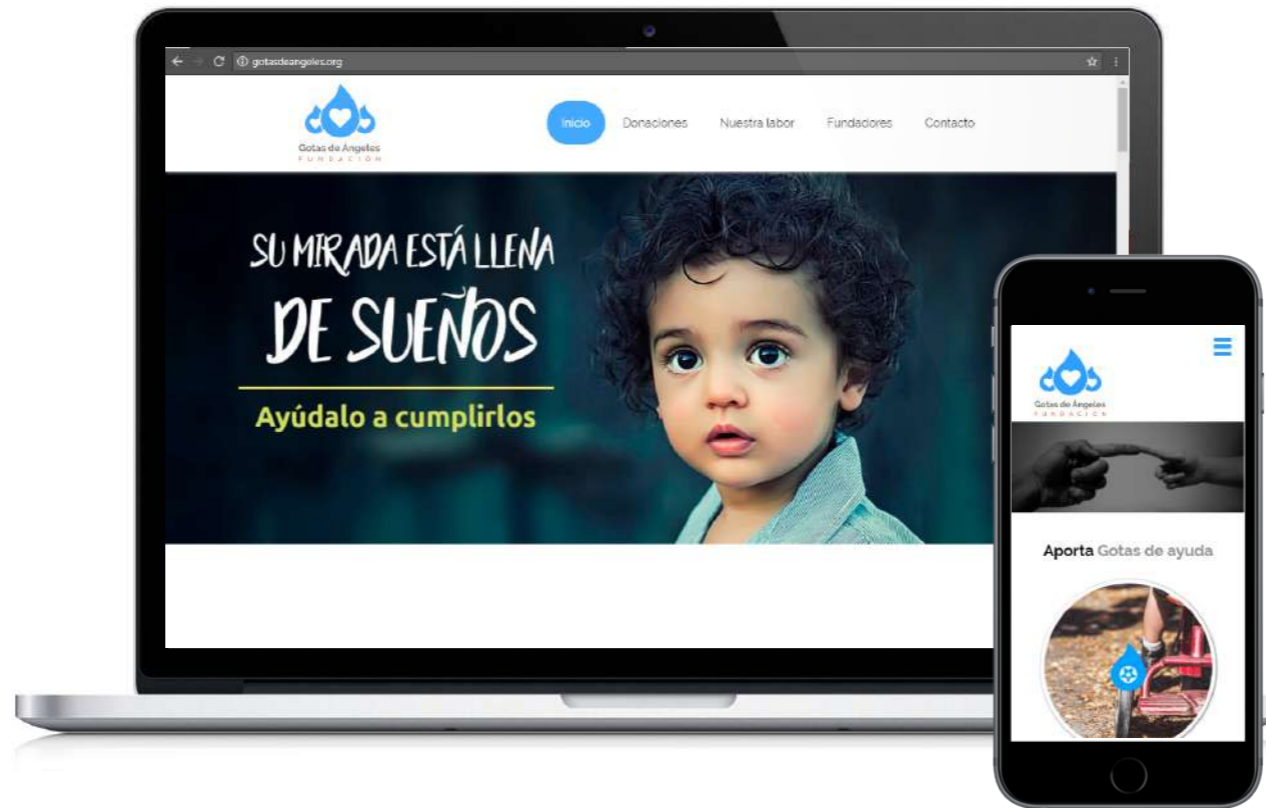 gotasdeangeles.org
Gotas de Ángeles
FUNDACIÓN
Inicio Donaciones Nuestra labor Fundadores Contacto
SU MIRADA ESTÁ LLENA
DE SUEÑOS
Ayúdalo a cumplirlos
Gotas de Ángeles
FUNDACIÓN
Aporta Gotas de ayuda